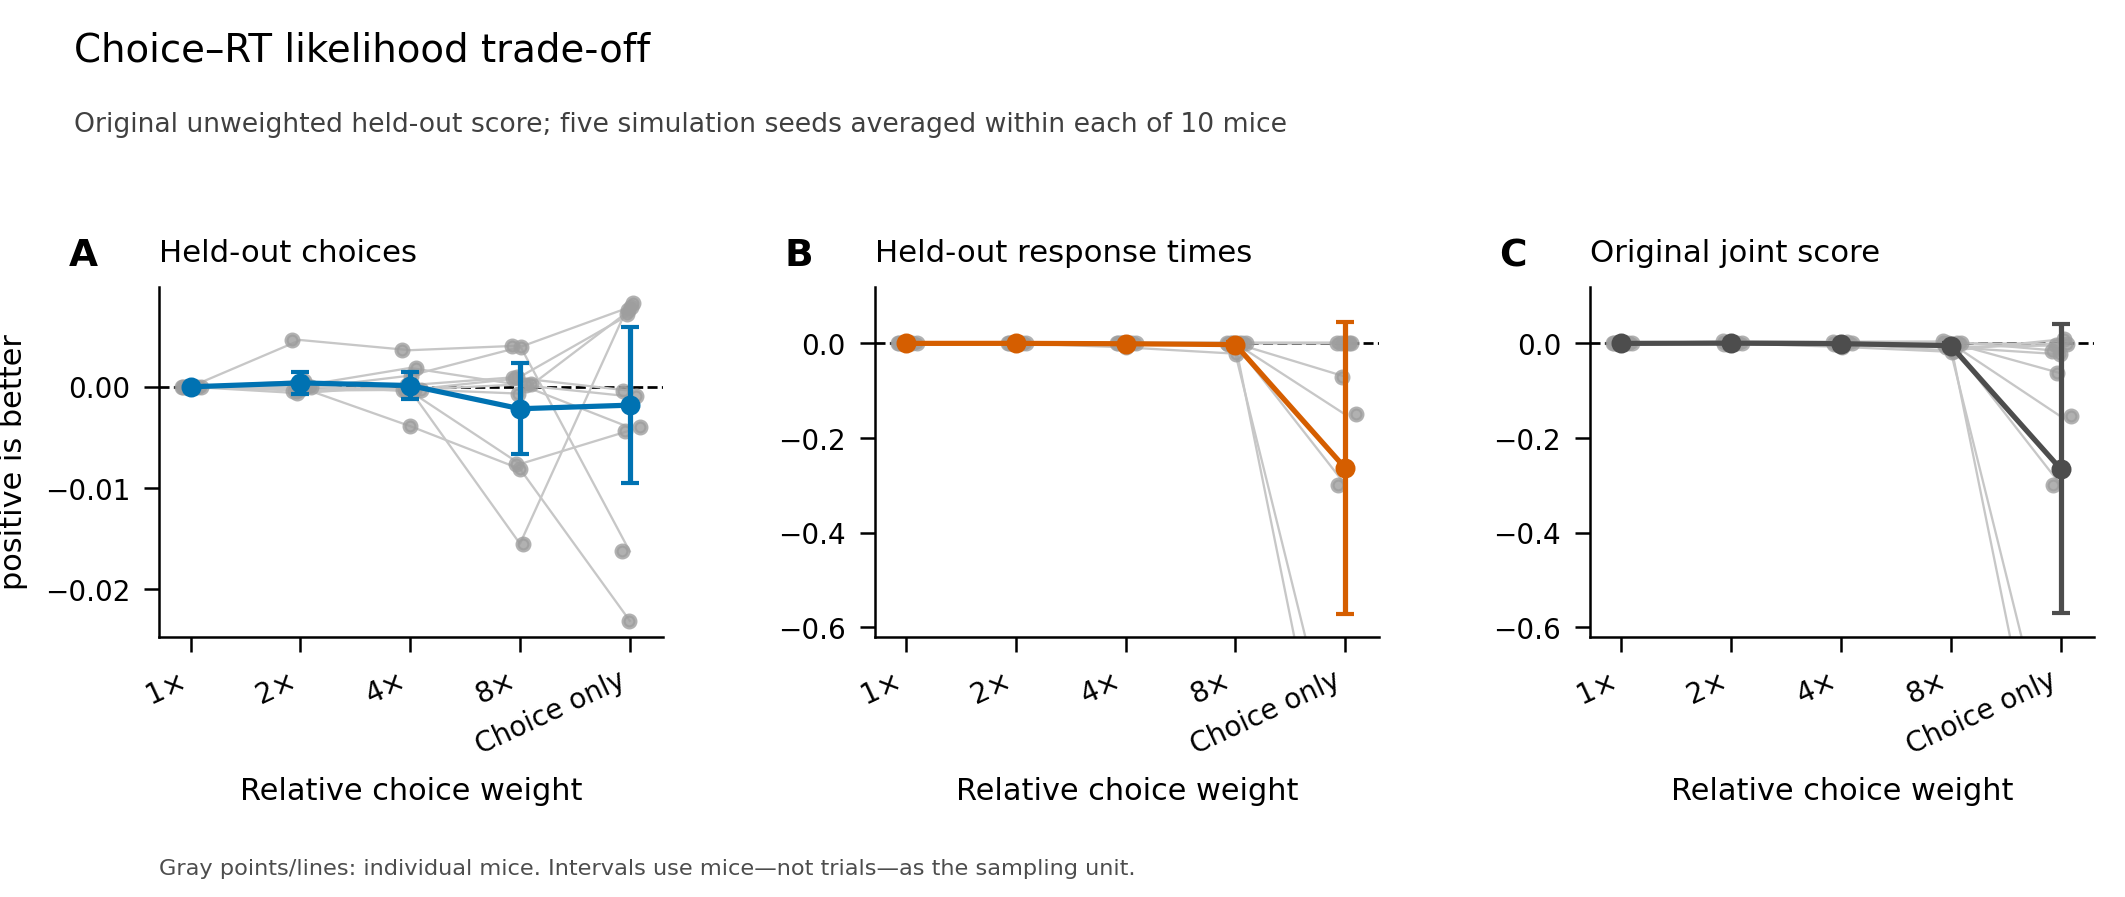 Choice–RT likelihood trade-off
Original unweighted held-out score; five simulation seeds averaged within each of 10 mice
A Held-out choices
B Held-out response times
C Original joint score
positive is better
0.00
−0.01
−0.02
0.0
−0.2
−0.4
−0.6
0.0
−0.2
−0.4
−0.6
1× 2× 4× 8× Choice only
1× 2× 4× 8× Choice only
1× 2× 4× 8× Choice only
Relative choice weight
Relative choice weight
Relative choice weight
Gray points/lines: individual mice. Intervals use mice—not trials—as the sampling unit.